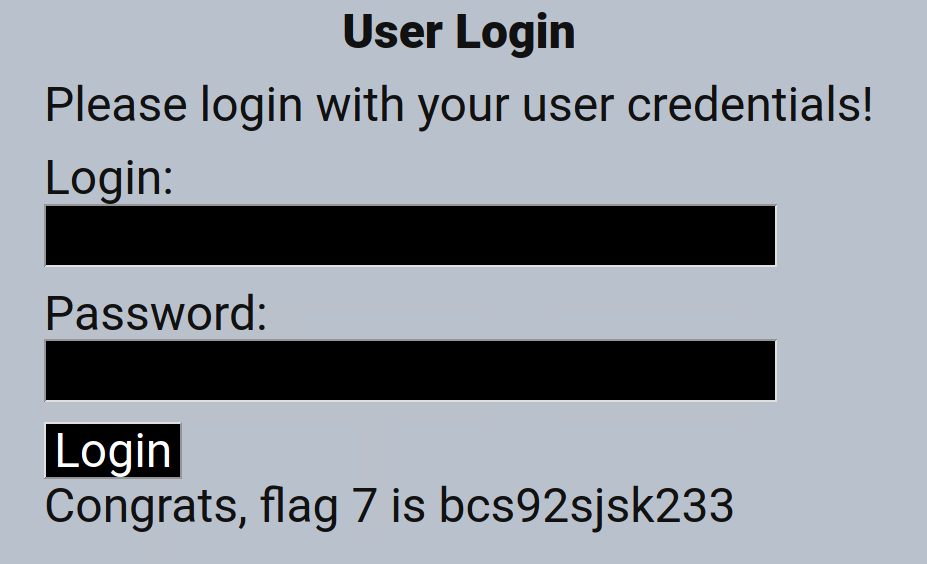 User Login
Please login with your user credentials!
Login:
Password:
Login
Congrats, flag 7 is bcs92sjsk233